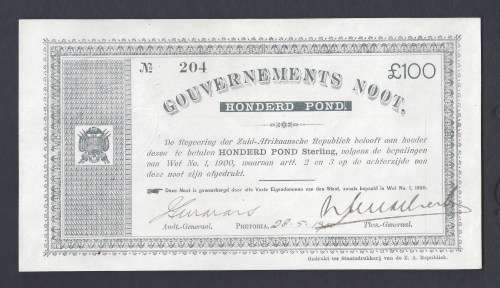 № 204
£100
GOUVERNEMENTS NOOT,
HONDERD POND,
De Regeering der Zuid-Afrikaansche Republiek belooft aan houder
dezes te betalen HONDERD POND Sterling, volgens de bepalingen
van Wet No. 1, 1900, waarvan artt. 2 en 3 op de achterzijde van
deze noot zijn afgedrukt.
Deze Noot is gewaarborgd door alle Vaste Eigendommen van den Staat, zooals bepaald in Wet No. 1, 1900.
Audt.-Generaal. PRETORIA, 28.5. Thes.-Generaal.
Gedrukt ter Staatsdrukkerij van de Z. A. Republiek.